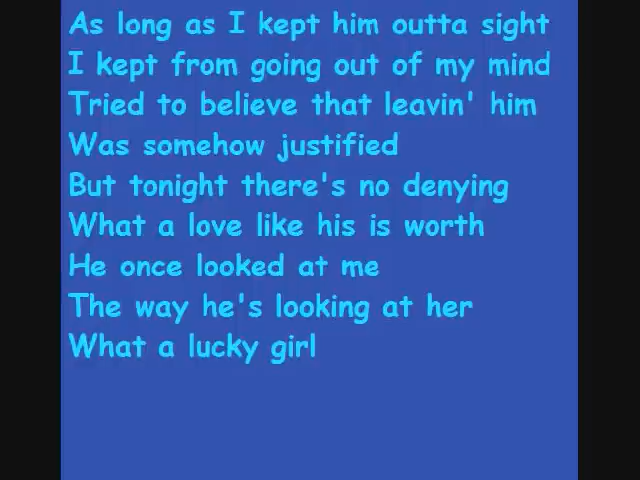 As long as I kept him outta sight
I kept from going out of my mind
Tried to believe that leavin' him
Was somehow justified
But tonight there's no denying
What a love like his is worth
He once looked at me
The way he's looking at her
What a lucky girl